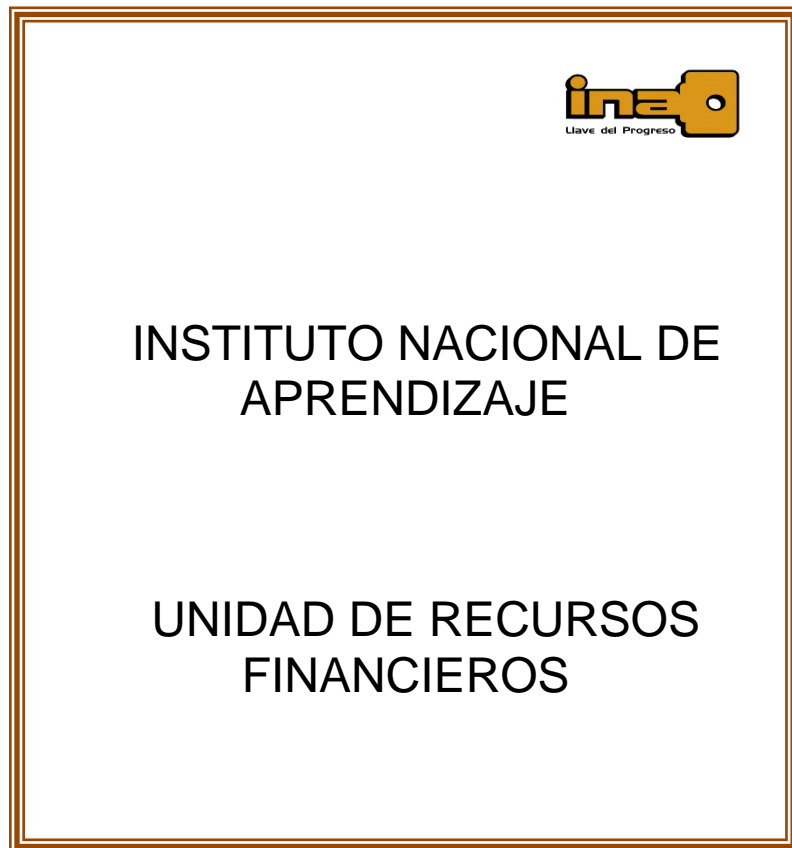 ina
Llave del Progreso
INSTITUTO NACIONAL DE
APRENDIZAJE
UNIDAD DE RECURSOS
FINANCIEROS